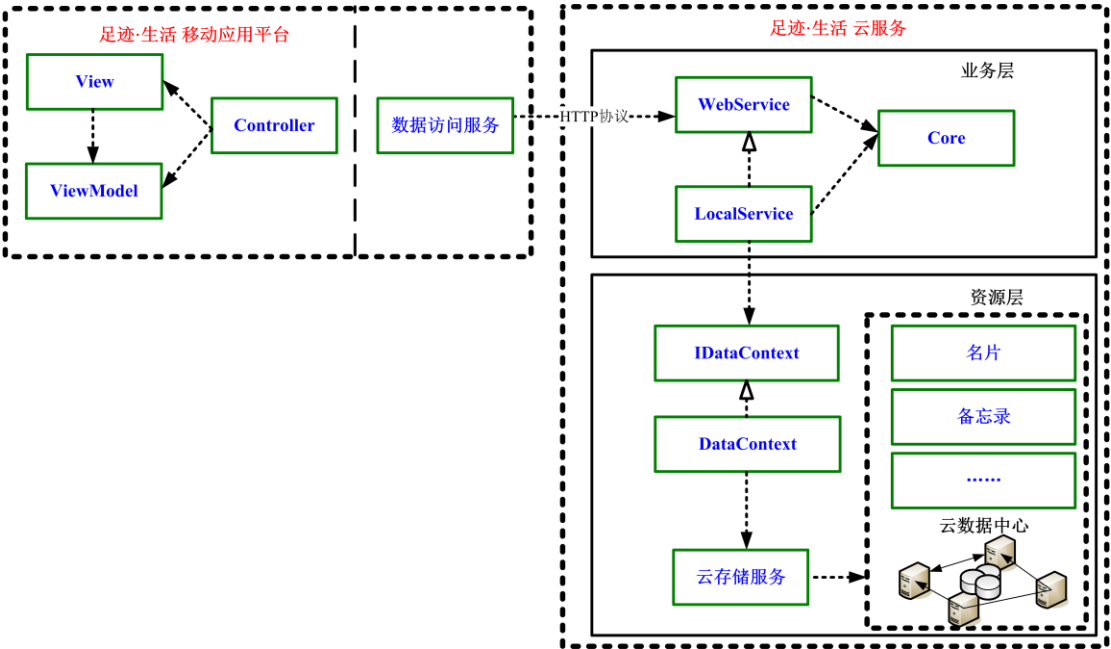 足迹·生活 移动应用平台
View
Controller
ViewModel
数据访问服务
HTTP协议
足迹·生活 云服务
业务层
WebService
Core
LocalService
资源层
IDataContext
DataContext
云存储服务
名片
备忘录
……
云数据中心